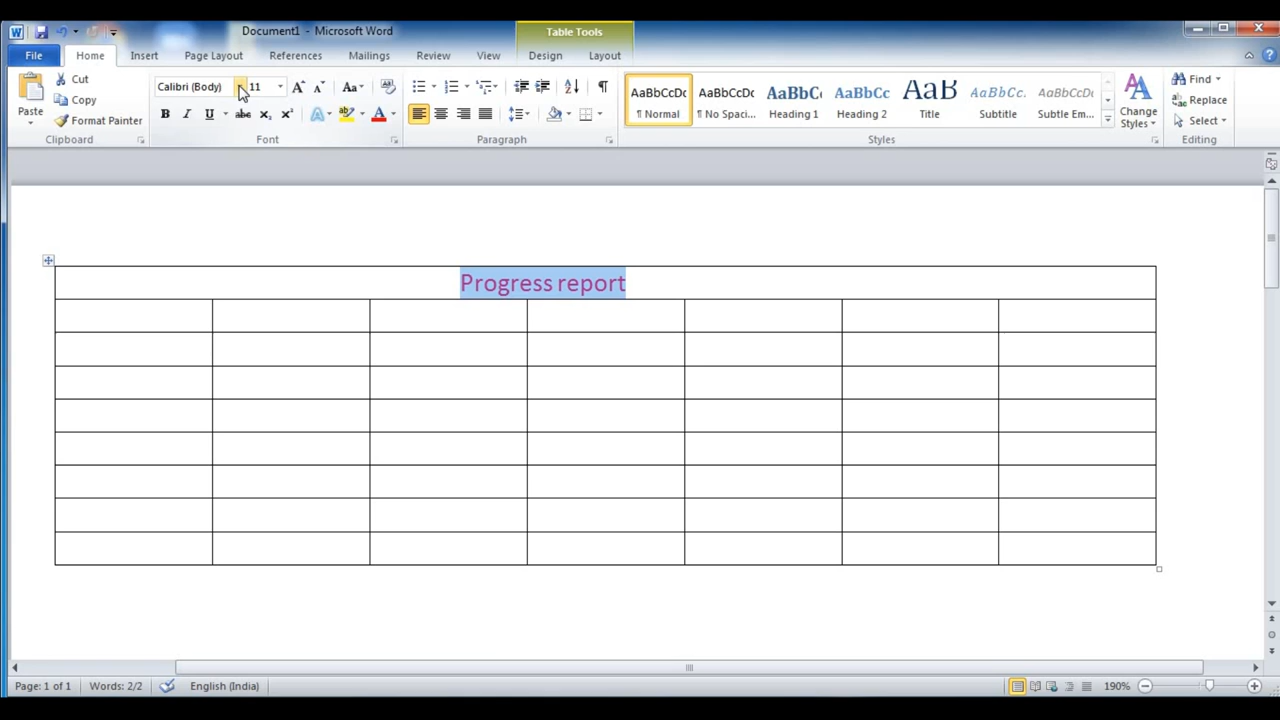 Document1 - Microsoft Word
Table Tools
File Home Insert Page Layout References Mailings Review View Design Layout
Paste
Cut
Copy
Format Painter
Clipboard
Calibri (Body) 11
Font
Paragraph
AaBbCcDc AaBbCcDc AaBbC AaBbCc AaB AaBbCc. AaBbCcDc
¶ Normal ¶ No Spaci... Heading 1 Heading 2 Title Subtitle Subtle Em...
Styles
Change
Styles
Find
Replace
Select
Editing
Progress report
Page: 1 of 1 Words: 2/2 English (India) 190%